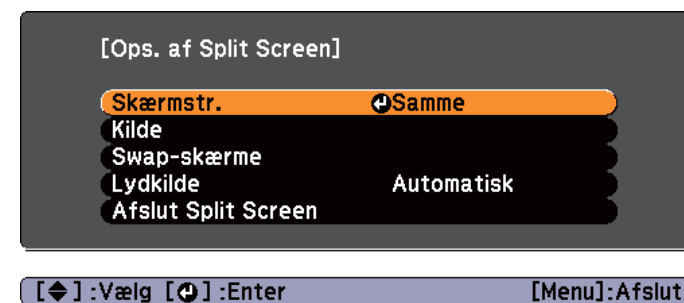 [Ops. af Split Screen]
Skærmstr. Samme
Kilde
Swap-skærme
Lydkilde Automatisk
Afslut Split Screen
[◆] :Vælg [⏎] :Enter [Menu]:Afslut